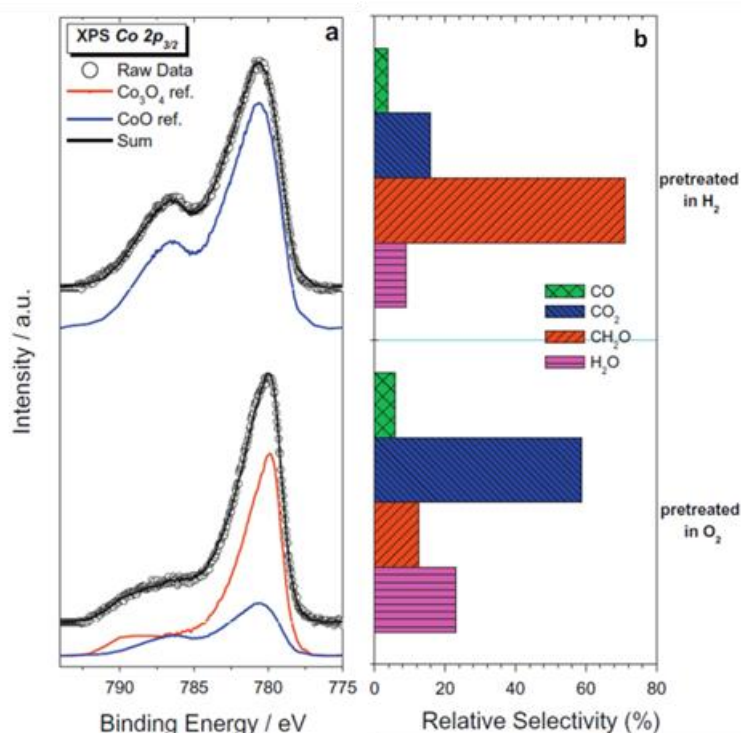 a
XPS Co 2p₃/₂
Raw Data
Co₃O₄ ref.
CoO ref.
Sum
Intensity / a.u.
790 785 780 775
Binding Energy / eV
b
pretreated
in H₂
CO
CO₂
CH₂O
H₂O
pretreated
in O₂
0 20 40 60 80
Relative Selectivity (%)